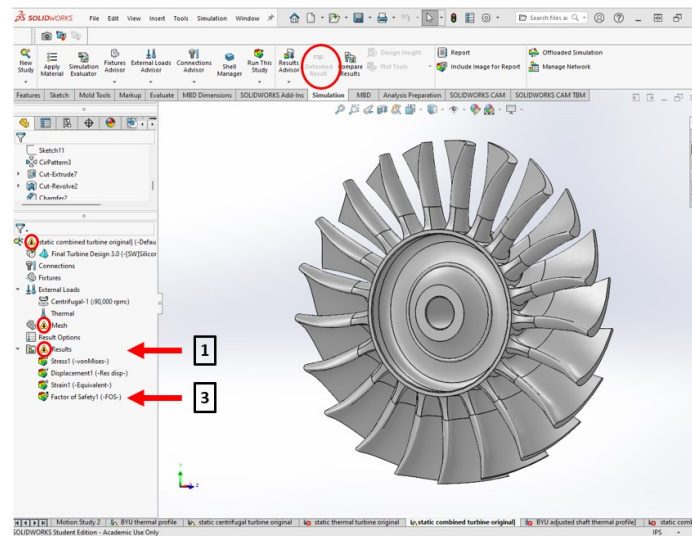 SOLIDWORKS File Edit View Insert Tools Simulation Window Search files a
New Study Apply Material Simulation Evaluator Fixtures Advisor External Loads Advisor Connections Advisor Shell Manager Run This Study Results Advisor Deformed Result Compare Results Design Insight Plot Tools Report Include Image for Report Offloaded Simulation Manage Network
Features Sketch Mold Tools Markup Evaluate MBD Dimensions SOLIDWORKS Add-Ins Simulation MBD Analysis Preparation SOLIDWORKS CAM SOLIDWORKS CAM TBM
Sketch11
CirPattern3
Cut-Extrude7
Cut-Revolve2
Chamfer2
static combined turbine original] (-Defau
Final Turbine Design 3.0 (-[SW]Silicor
Connections
Fixtures
External Loads
Centrifugal-1 (:90,000 rpm:)
Thermal
Mesh
Result Options
Results
1
Stress1 (-vonMises-)
Displacement1 (-Res disp-)
Strain1 (-Equivalent-)
Factor of Safety1 (-FOS-)
3
Motion Study 2 BYU thermal profile static centrifugal turbine original static thermal turbine original static combined turbine original] BYU adjusted shaft thermal profile] static comb
SOLIDWORKS Student Edition - Academic Use Only IPS